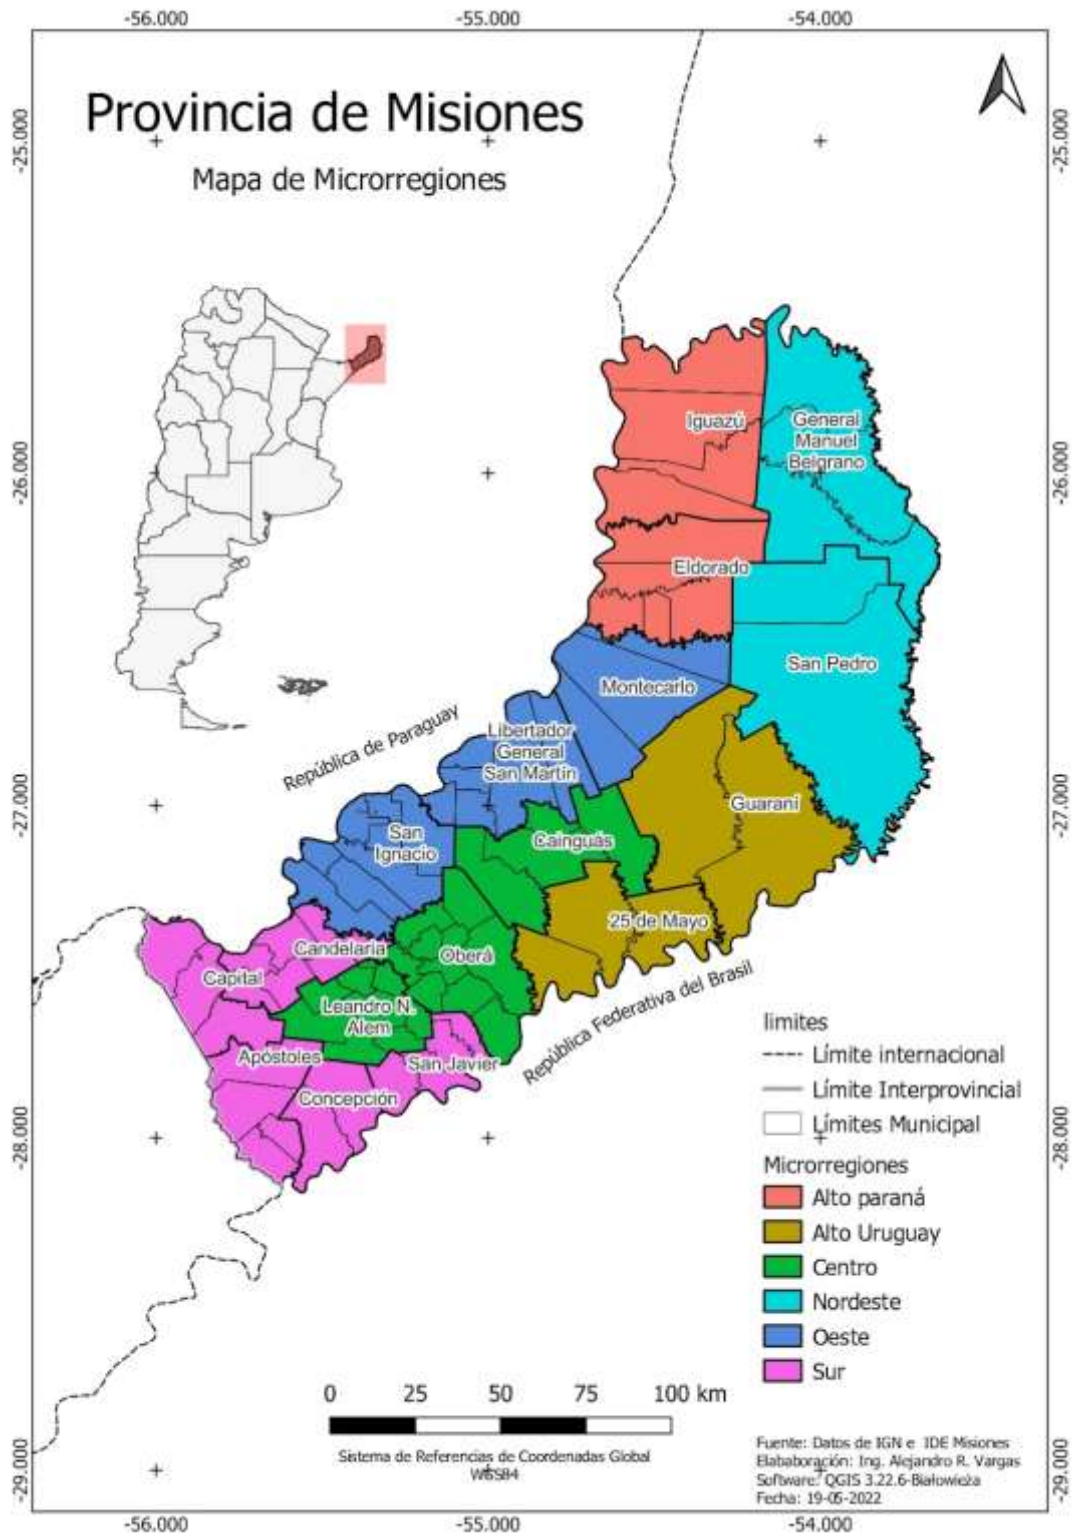 -56.000
-55.000
-54.000
Provincia de Misiones
Mapa de Microrregiones
-25.000
-25.000
Iguazú
General
Manuel
Belgrano
-26.000
-26.000
Eldorado
San Pedro
Montecarlo
República de Paraguay
Libertador
General
San Martín
-27.000
-27.000
Guaraní
San
Ignacio
Cainguás
25 de Mayo
Candelaria
Oberá
Capital
Leandro N.
Alem
República Federativa del Brasil
Apóstoles
San Javier
Concepción
-28.000
-28.000
limites
Límite internacional
Límite Interprovincial
Límites Municipal
Microrregiones
Alto paraná
Alto Uruguay
Centro
Nordeste
Oeste
Sur
0 25 50 75 100 km
Sistema de Referencias de Coordenadas Global
WGS84
Fuente: Datos de IGN e IDE Misiones
Elababoración: Ing. Alejandro R. Vargas
Software: QGIS 3.22.6-Białowieża
Fecha: 19-05-2022
-29.000
-29.000
-56.000
-55.000
-54.000